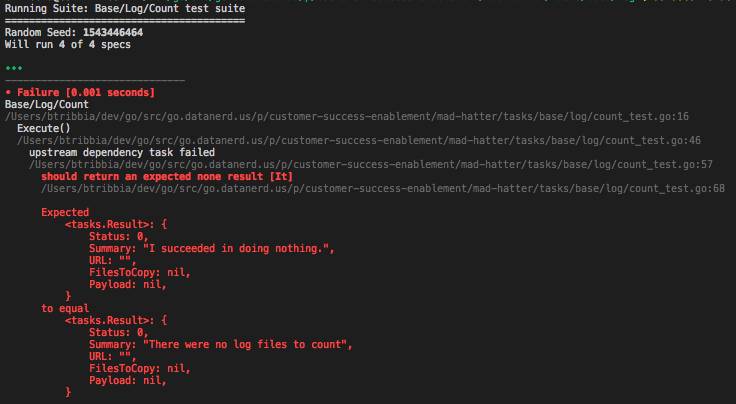 Running Suite: Base/Log/Count test suite
========================================
Random Seed: 1543446464
Will run 4 of 4 specs
•••
------------------------------
• Failure [0.001 seconds]
Base/Log/Count
/Users/btribbia/dev/go/src/go.datanerd.us/p/customer-success-enablement/mad-hatter/tasks/base/log/count_test.go:16
Execute()
/Users/btribbia/dev/go/src/go.datanerd.us/p/customer-success-enablement/mad-hatter/tasks/base/log/count_test.go:46
upstream dependency task failed
/Users/btribbia/dev/go/src/go.datanerd.us/p/customer-success-enablement/mad-hatter/tasks/base/log/count_test.go:57
should return an expected none result [It]
/Users/btribbia/dev/go/src/go.datanerd.us/p/customer-success-enablement/mad-hatter/tasks/base/log/count_test.go:68
Expected
<tasks.Result>: {
Status: 0,
Summary: "I succeeded in doing nothing.",
URL: "",
FilesToCopy: nil,
Payload: nil,
}
to equal
<tasks.Result>: {
Status: 0,
Summary: "There were no log files to count",
URL: "",
FilesToCopy: nil,
Payload: nil,
}